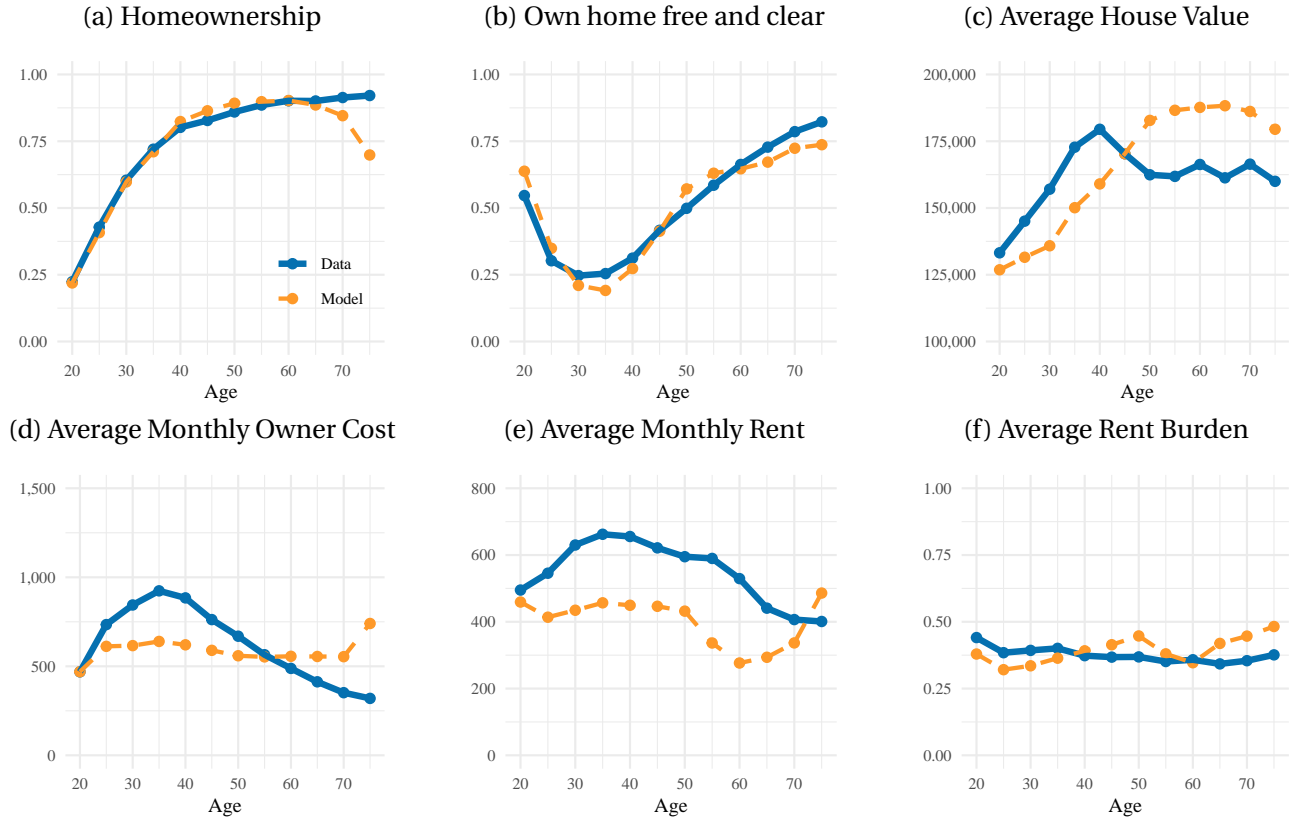 (a) Homeownership
(b) Own home free and clear
(c) Average House Value
1.00
0.75
0.50
0.25
0.00
Data
Model
20 30 40 50 60 70
Age
1.00
0.75
0.50
0.25
0.00
20 30 40 50 60 70
Age
200,000
175,000
150,000
125,000
100,000
20 30 40 50 60 70
Age
(d) Average Monthly Owner Cost
(e) Average Monthly Rent
(f) Average Rent Burden
1,500
1,000
500
0
20 30 40 50 60 70
Age
800
600
400
200
0
20 30 40 50 60 70
Age
1.00
0.75
0.50
0.25
0.00
20 30 40 50 60 70
Age